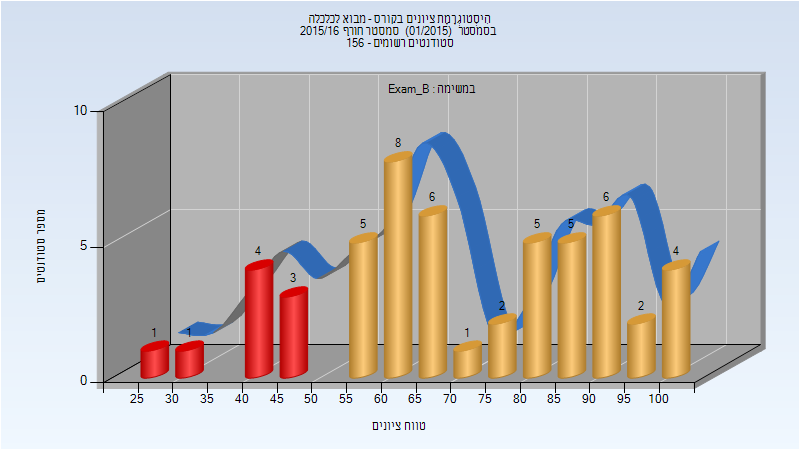 היסטוגרמת ציונים בקורס - מבוא לכלכלה
בסמסטר (01/2015) סמסטר חורף 2015/16
סטודנטים רשומים - 156
במשימה : Exam_B
מספר סטודנטים
10
5
0
1 1 4 3 5 8 6 1 2 5 5 6 2 4
25 30 35 40 45 50 55 60 65 70 75 80 85 90 95 100
טווח ציונים